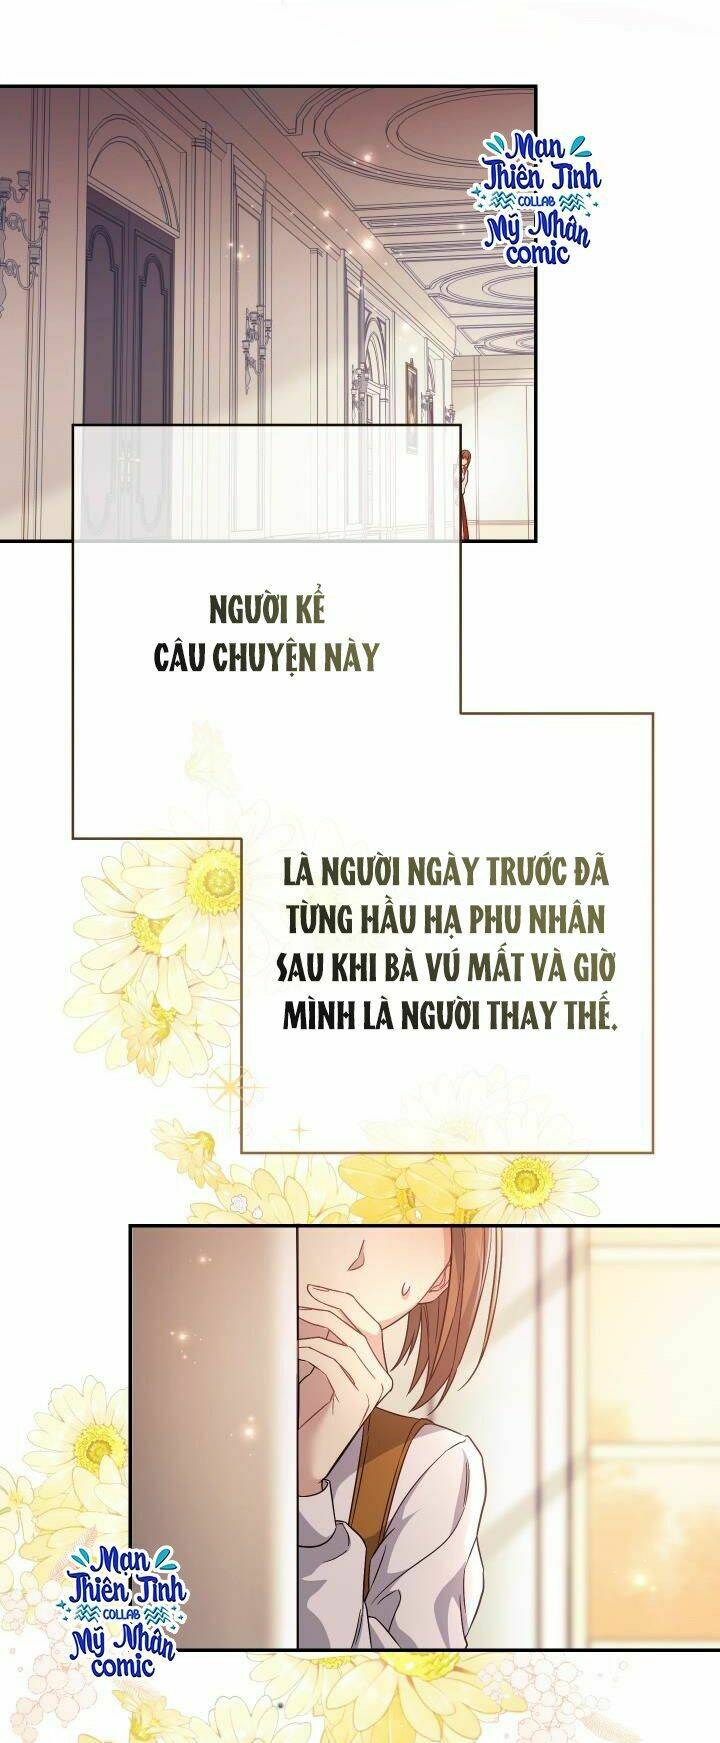 Mạn
Thiên Tình
COLLAB
Mỹ Nhân
comic
NGƯỜI KỂ
CÂU CHUYỆN NÀY
LÀ NGƯỜI NGÀY TRƯỚC ĐÃ
TỪNG HẦU HẠ PHU NHÂN
SAU KHI BÀ VÚ MẤT VÀ GIỜ
MÌNH LÀ NGƯỜI THAY THẾ.
Mạn
Thiên Tình
COLLAB
Mỹ Nhân
comic